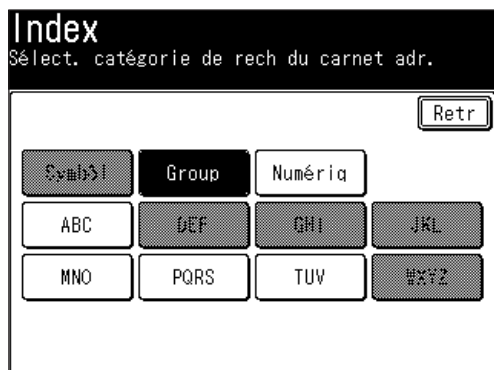 Index
Sélect. catégorie de rech du carnet adr.
Retr
Symbol Group Numériq
ABC DEF GHI JKL
MNO PQRS TUV WXYZ